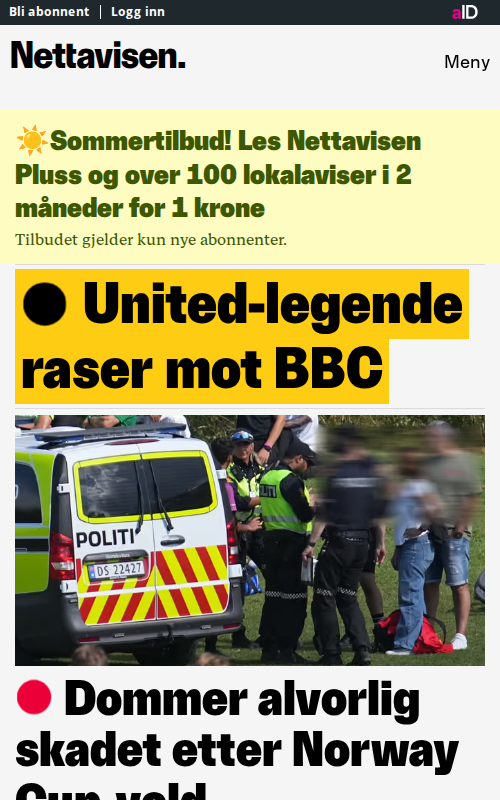 Bli abonnent | Logg inn
aID
Nettavisen.
Meny
☀️Sommertilbud! Les Nettavisen
Pluss og over 100 lokalaviser i 2
måneder for 1 krone
Tilbudet gjelder kun nye abonnenter.
United-legende
raser mot BBC
POLITI
DS 22427
Dommer alvorlig
skadet etter Norway
Cup-vold